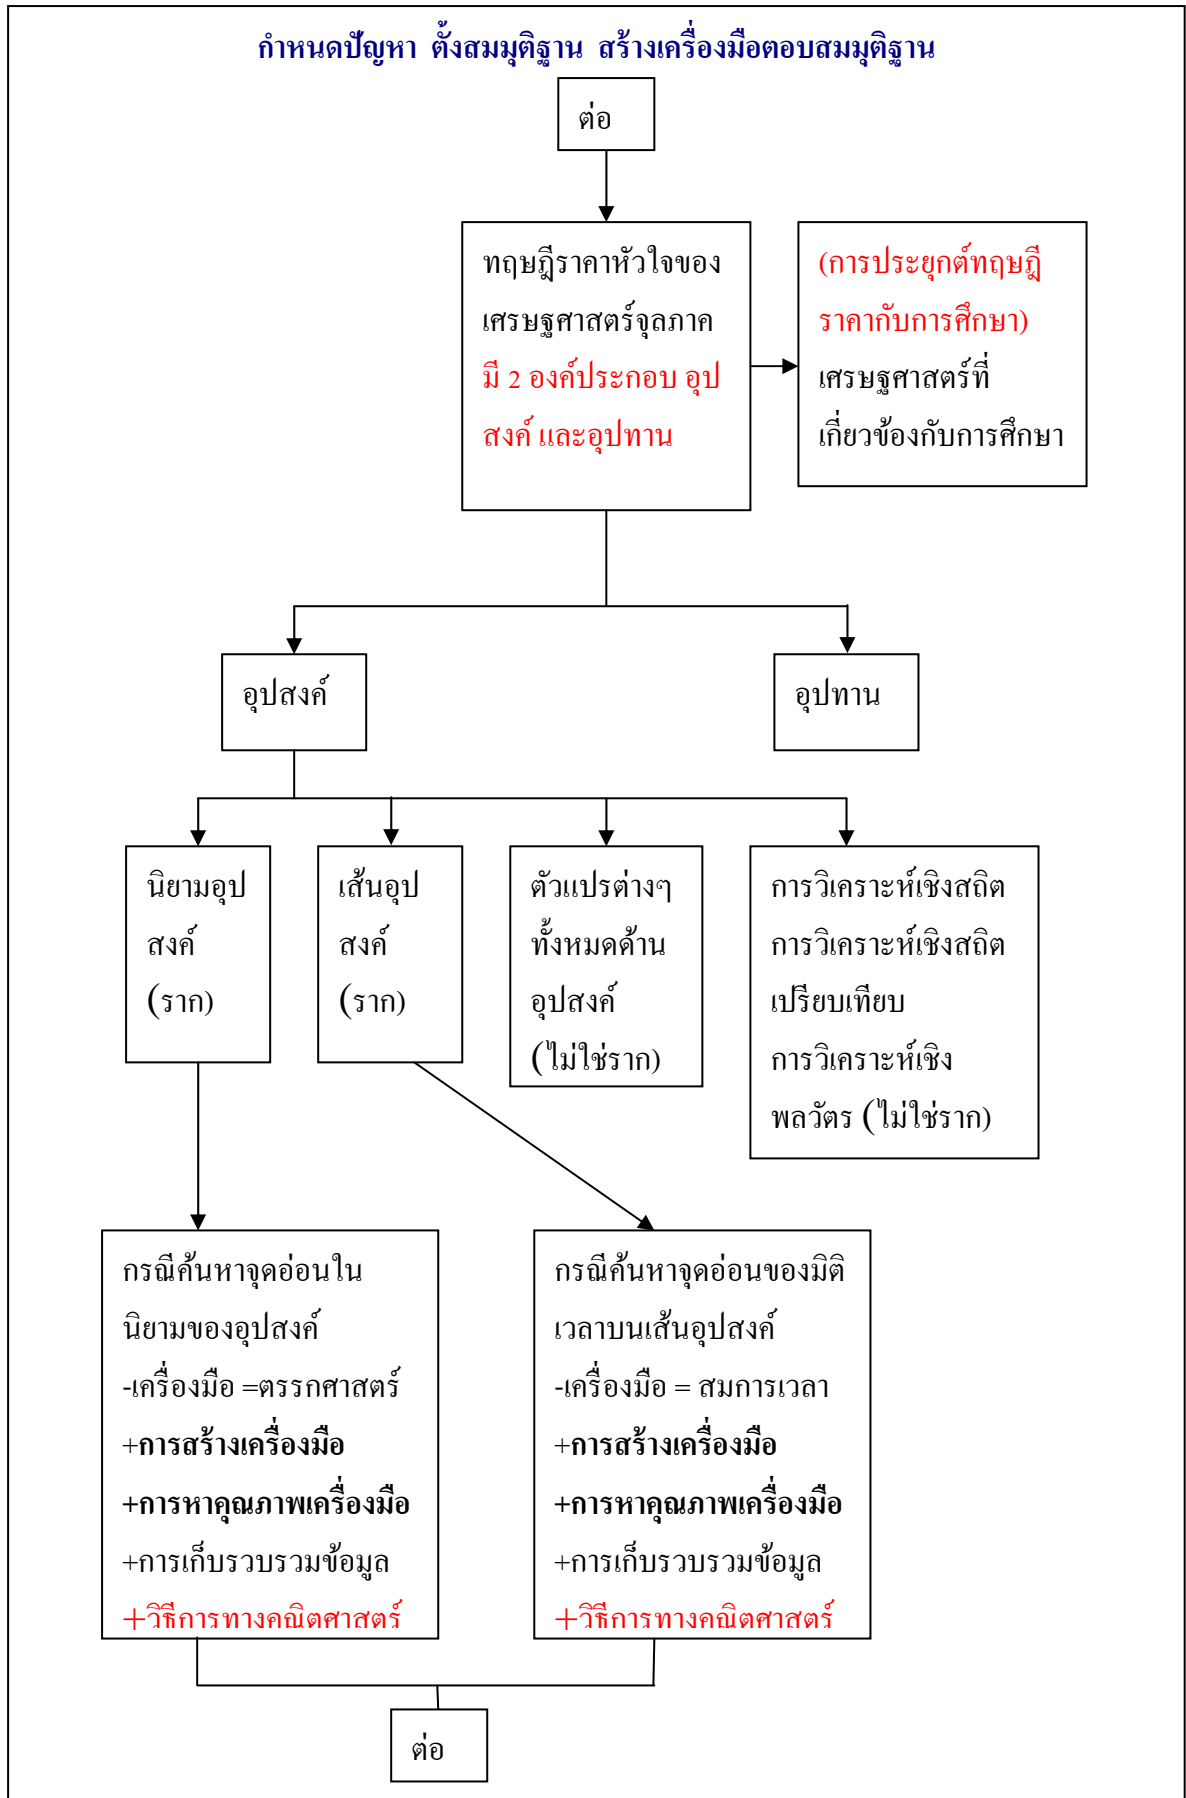 กำหนดปัญหา ตั้งสมมุติฐาน สร้างเครื่องมือตอบสมมุติฐาน
ต่อ
ทฤษฎีราคาหัวใจของ
เศรษฐศาสตร์จุลภาค
มี 2 องค์ประกอบ อุป
สงค์ และอุปทาน
(การประยุกต์ทฤษฎี
ราคากับการศึกษา)
เศรษฐศาสตร์ที่
เกี่ยวข้องกับการศึกษา
อุปสงค์
อุปทาน
นิยามอุป
สงค์
(ราก)
เส้นอุป
สงค์
(ราก)
ตัวแปรต่างๆ
ทั้งหมดด้าน
อุปสงค์
(ไม่ใช่ราก)
การวิเคราะห์เชิงสถิต
การวิเคราะห์เชิงสถิต
เปรียบเทียบ
การวิเคราะห์เชิง
พลวัตร (ไม่ใช่ราก)
กรณีค้นหาจุดอ่อนใน
นิยามของอุปสงค์
-เครื่องมือ =ตรรกศาสตร์
+การสร้างเครื่องมือ
+การหาคุณภาพเครื่องมือ
+การเก็บรวบรวมข้อมูล
+วิธีการทางคณิตศาสตร์
กรณีค้นหาจุดอ่อนของมิติ
เวลาบนเส้นอุปสงค์
-เครื่องมือ = สมการเวลา
+การสร้างเครื่องมือ
+การหาคุณภาพเครื่องมือ
+การเก็บรวบรวมข้อมูล
+วิธีการทางคณิตศาสตร์
ต่อ